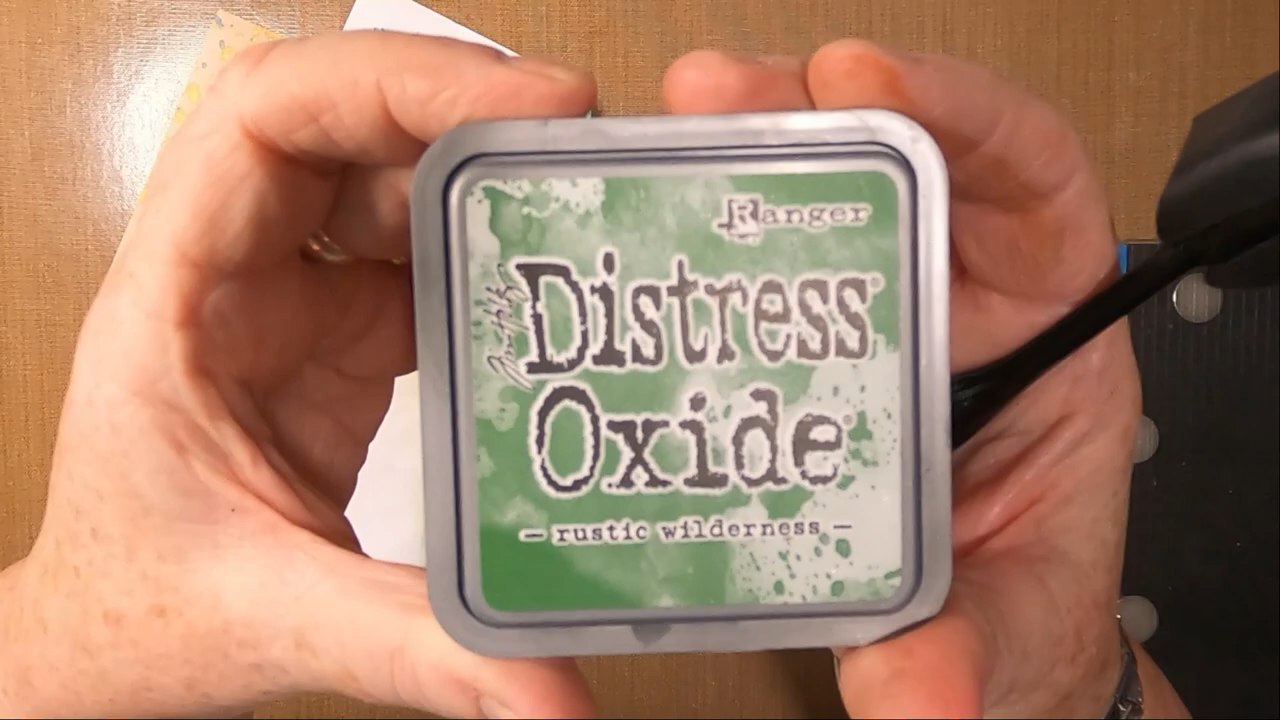 Ranger
Distress®
Oxide®
— rustic wilderness —